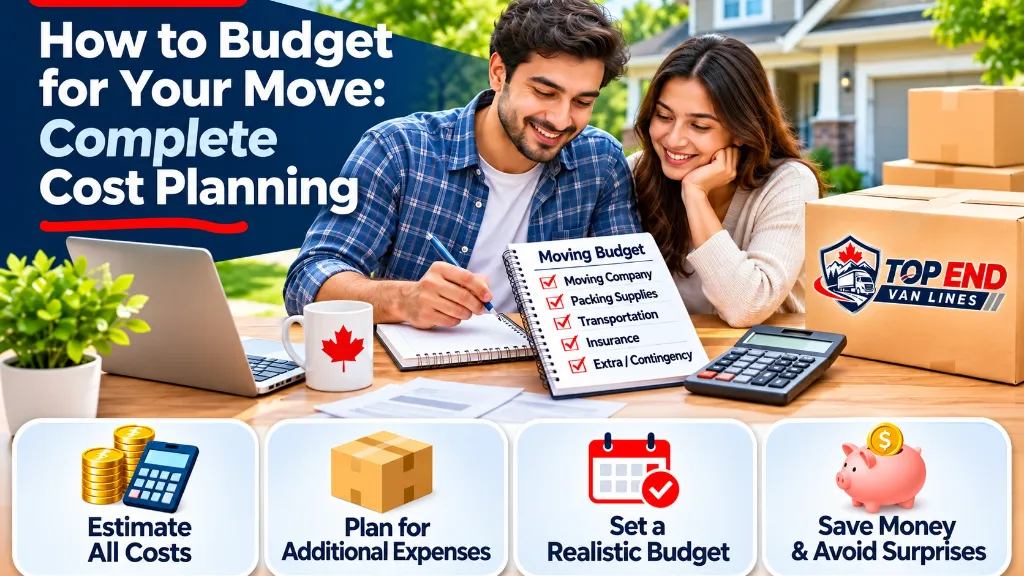 How to Budget
for Your Move:
Complete
Cost Planning
Moving Budget
Moving Company
Packing Supplies
Transportation
Insurance
Extra / Contingency
TOP END
VAN LINES
Estimate
All Costs
Plan for
Additional Expenses
Set a
Realistic Budget
Save Money
& Avoid Surprises